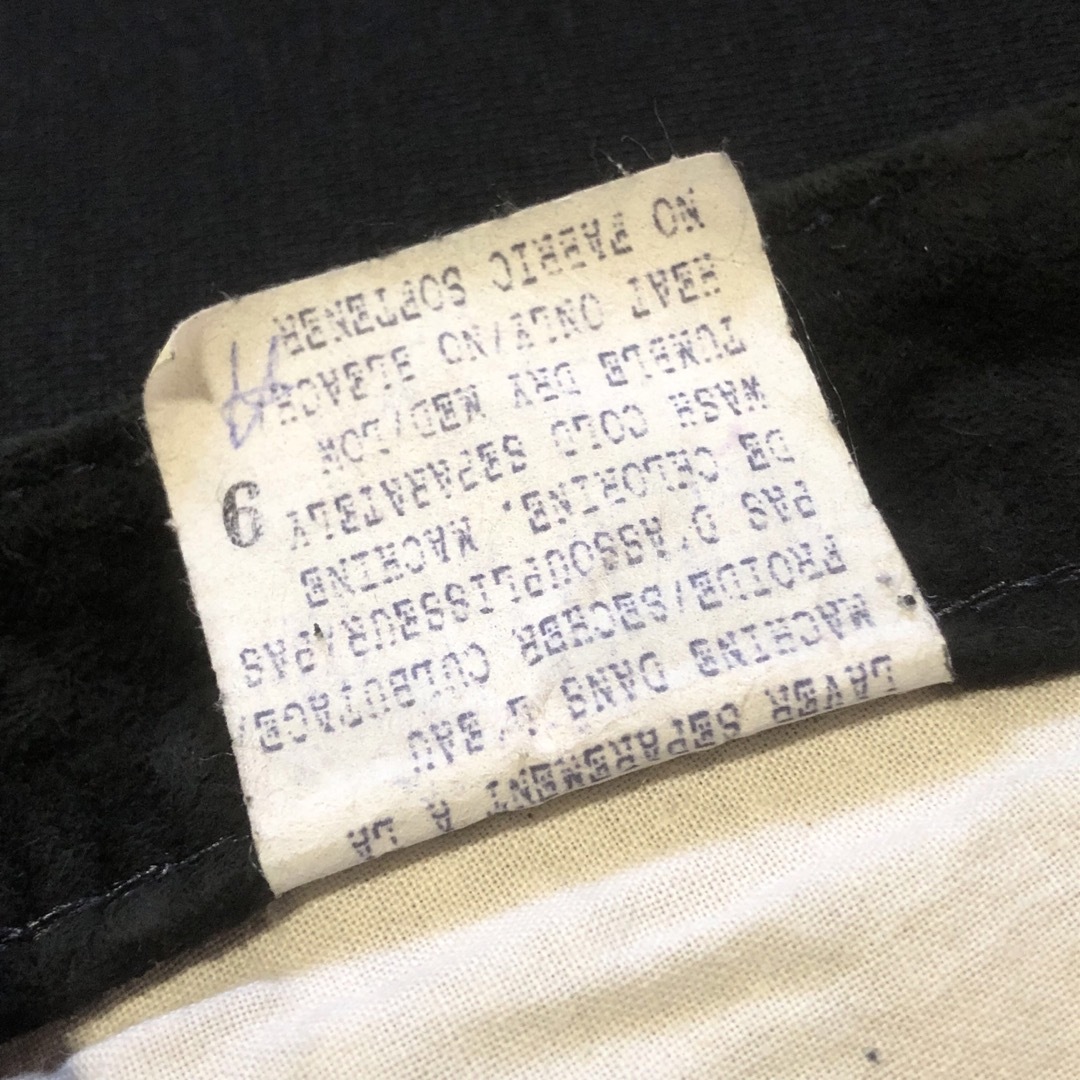 LAVER SEPAREMENT A LA
MACHINE DANS L'EAU
FROIDE/SECHER CULBUTAGE/
PAS D'ASSOUPLISSEUR/PAS
DE CHLORINE. MACHINE
WASH COLD SEPARATELY
TUMBLE DRY MED/LOW
HEAT ONLY/NO BLEACH
NO FABRIC SOFTENER